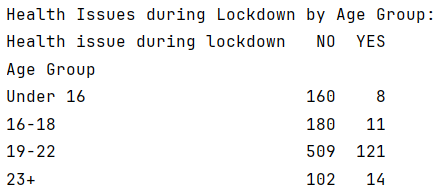 Health Issues during Lockdown by Age Group:
Health issue during lockdown   NO  YES
Age Group
Under 16                      160    8
16-18                         180   11
19-22                         509  121
23+                           102   14